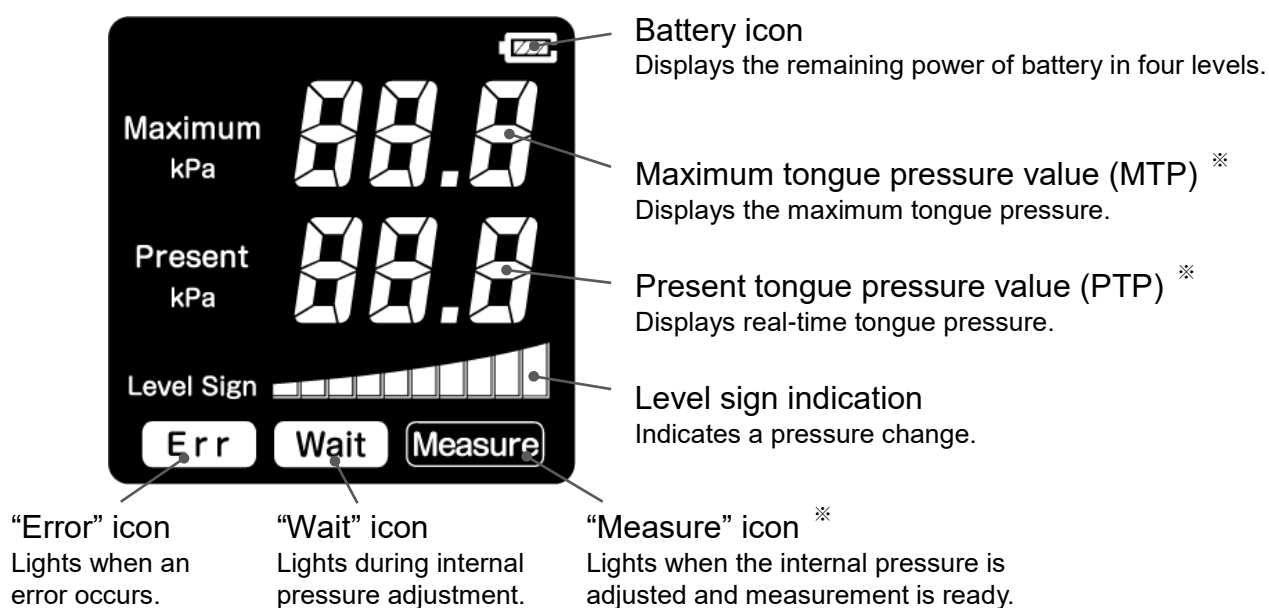 Battery icon
Displays the remaining power of battery in four levels.
Maximum
kPa
88.8
Maximum tongue pressure value (MTP) ※
Displays the maximum tongue pressure.
Present
kPa
88.8
Present tongue pressure value (PTP) ※
Displays real-time tongue pressure.
Level Sign
Level sign indication
Indicates a pressure change.
Err
Wait
Measure
“Error” icon
Lights when an
error occurs.
“Wait” icon
Lights during internal
pressure adjustment.
“Measure” icon ※
Lights when the internal pressure is
adjusted and measurement is ready.